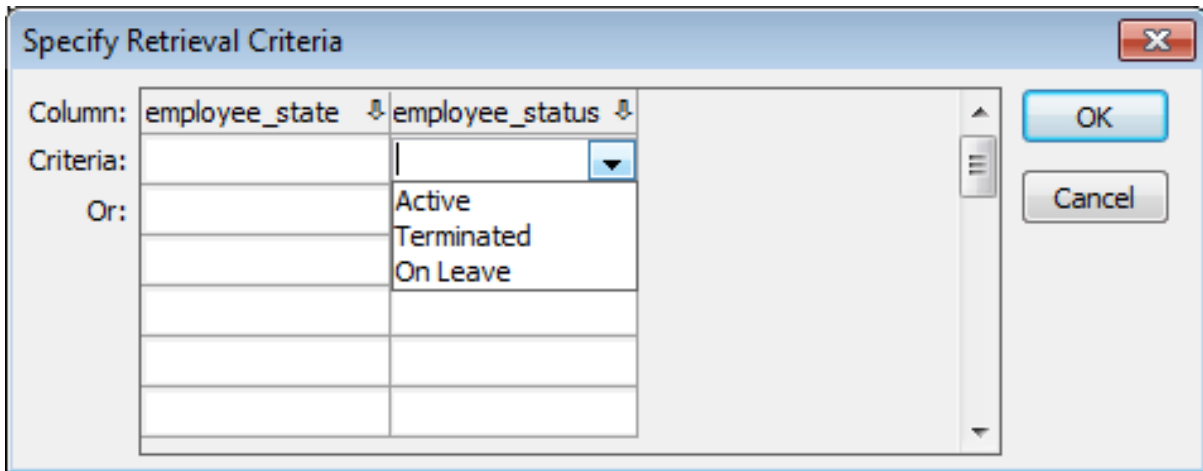 Specify Retrieval Criteria
Column: employee_state employee_status
OK
Criteria:
Or:
Active
Terminated
On Leave
Cancel